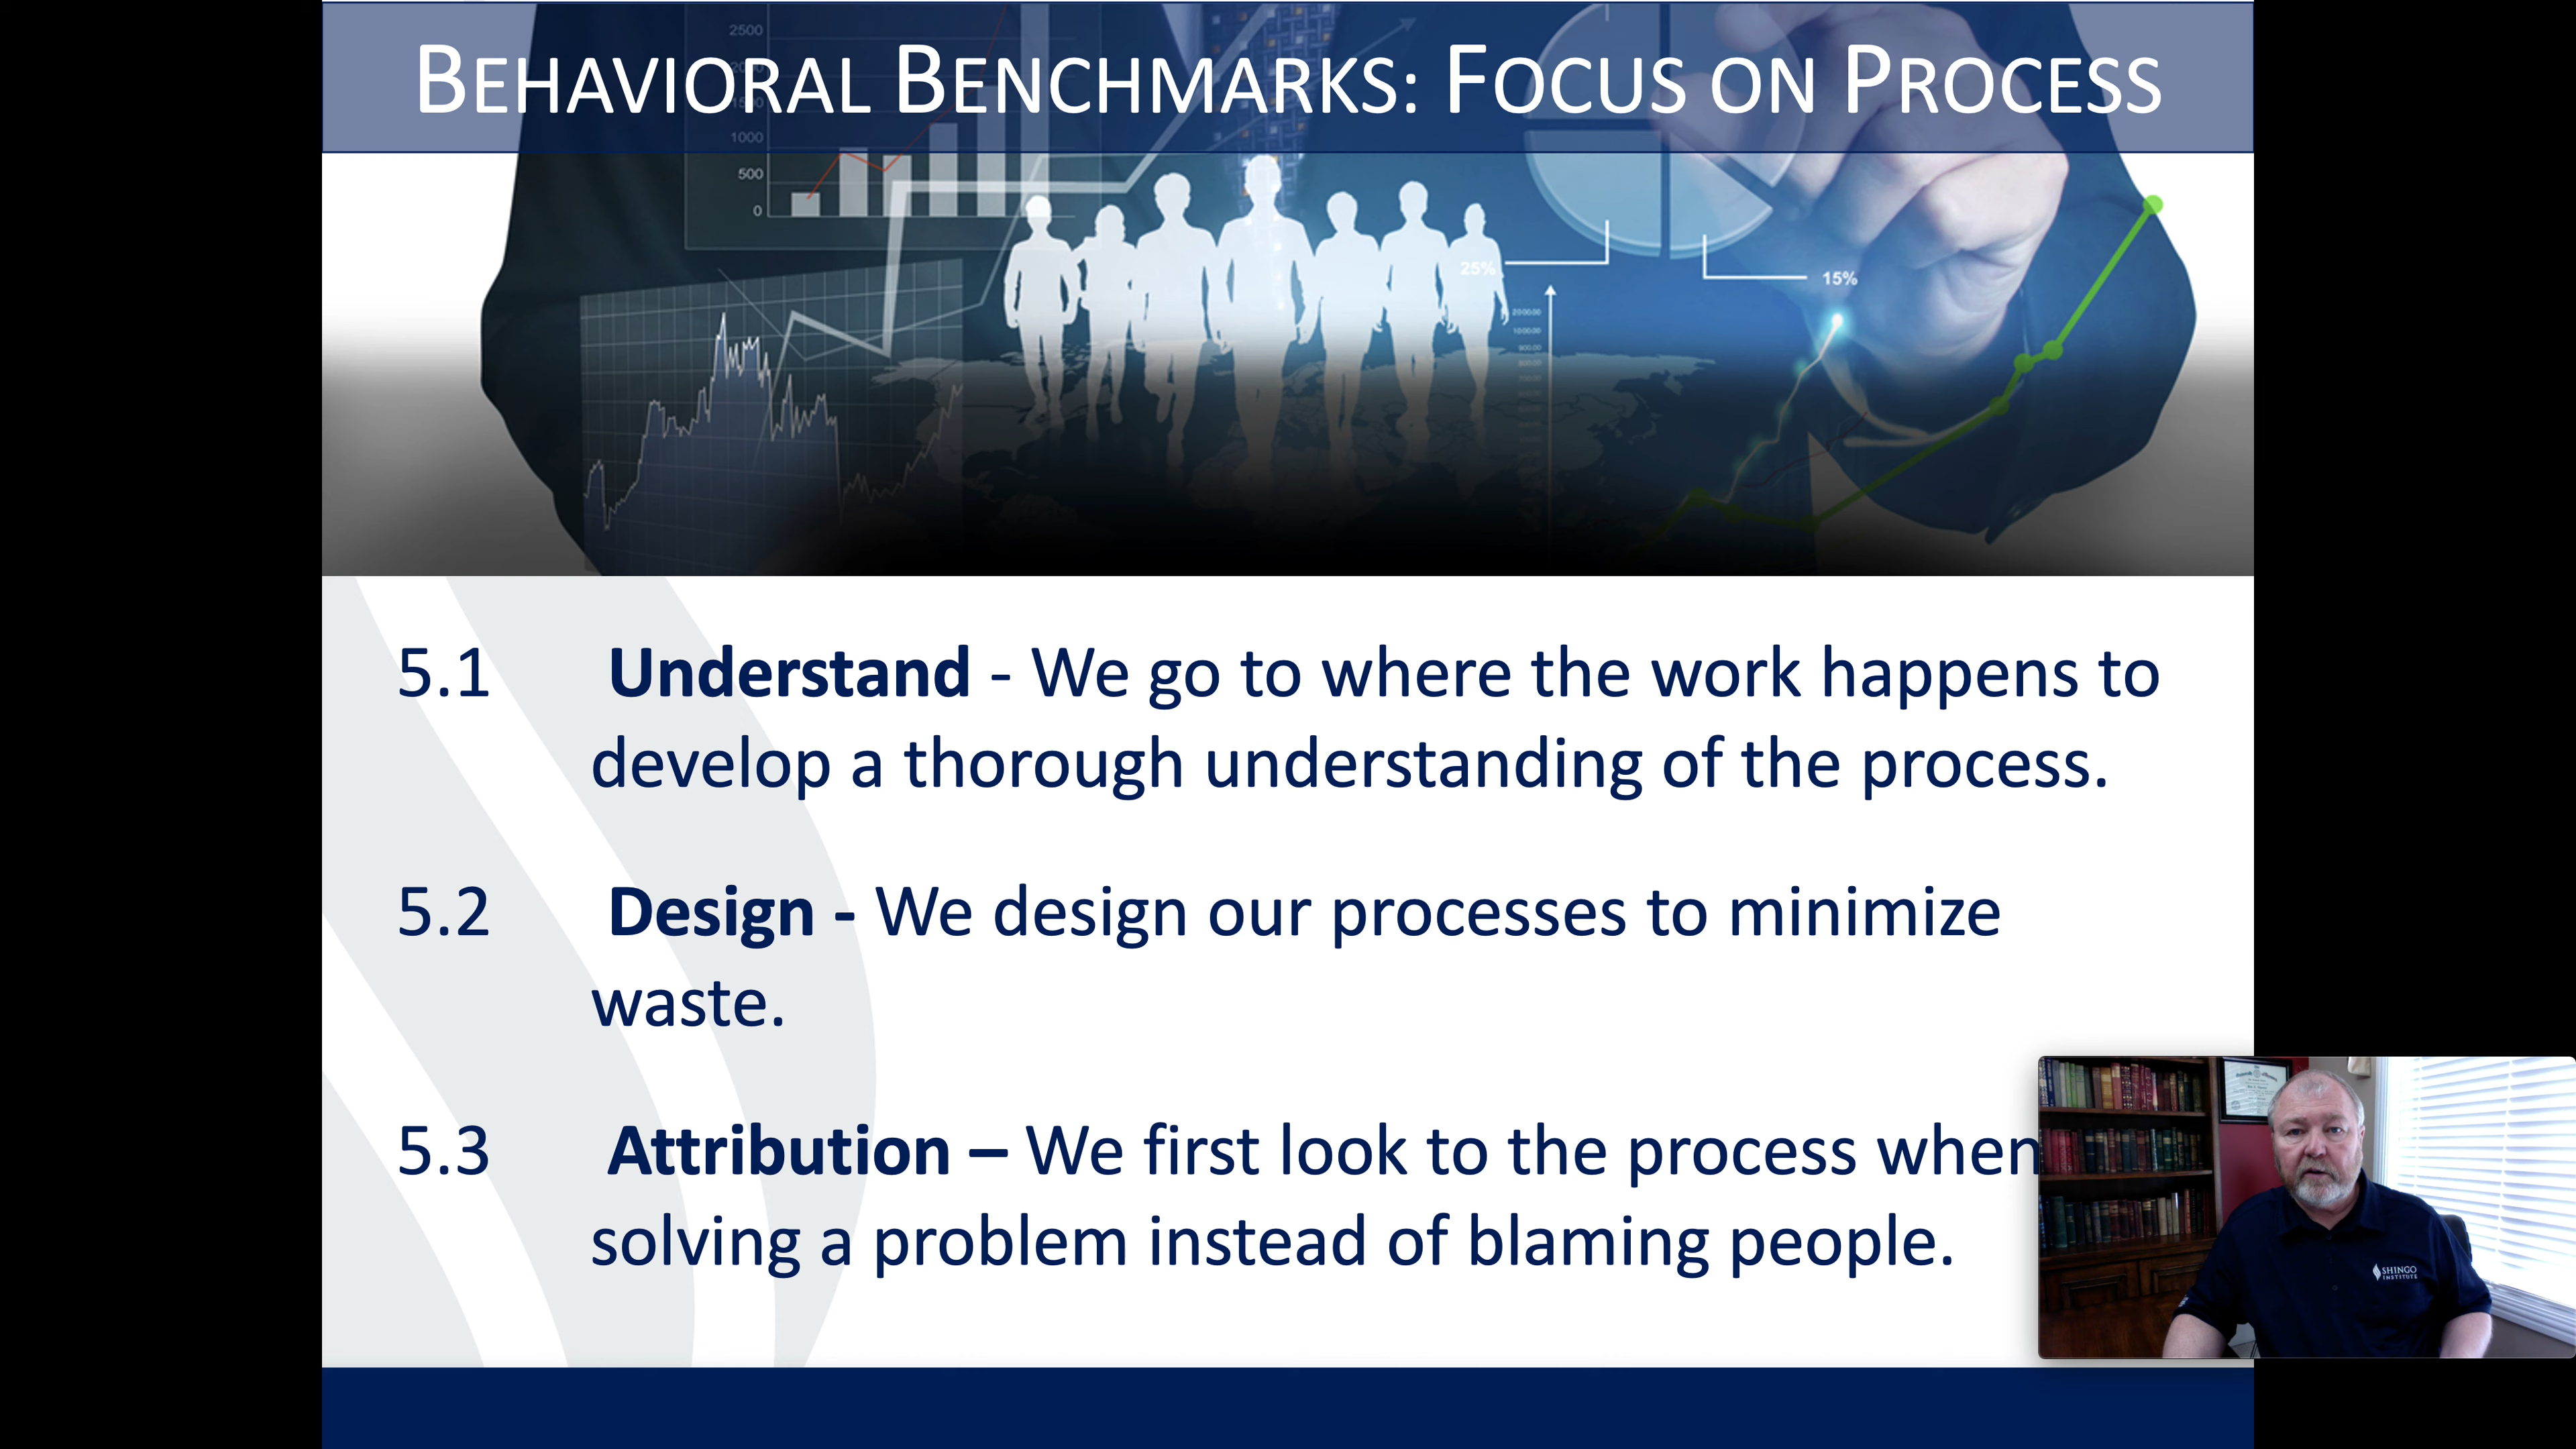 BEHAVIORAL BENCHMARKS: FOCUS ON PROCESS
2500
1000
500
0
25%
15%
5.1 Understand - We go to where the work happens to
develop a thorough understanding of the process.
5.2 Design - We design our processes to minimize
waste.
5.3 Attribution – We first look to the process when
solving a problem instead of blaming people.
SHINGO
INSTITUTE